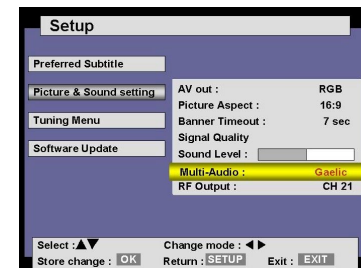 Setup
Preferred Subtitle
Picture & Sound setting
Tuning Menu
Software Update
AV out : RGB
Picture Aspect : 16:9
Banner Timeout : 7 sec
Signal Quality
Sound Level :
Multi-Audio : Gaelic
RF Output : CH 21
Select :▲▼ Change mode : ◀ ▶
Store change : OK Return : SETUP Exit : EXIT